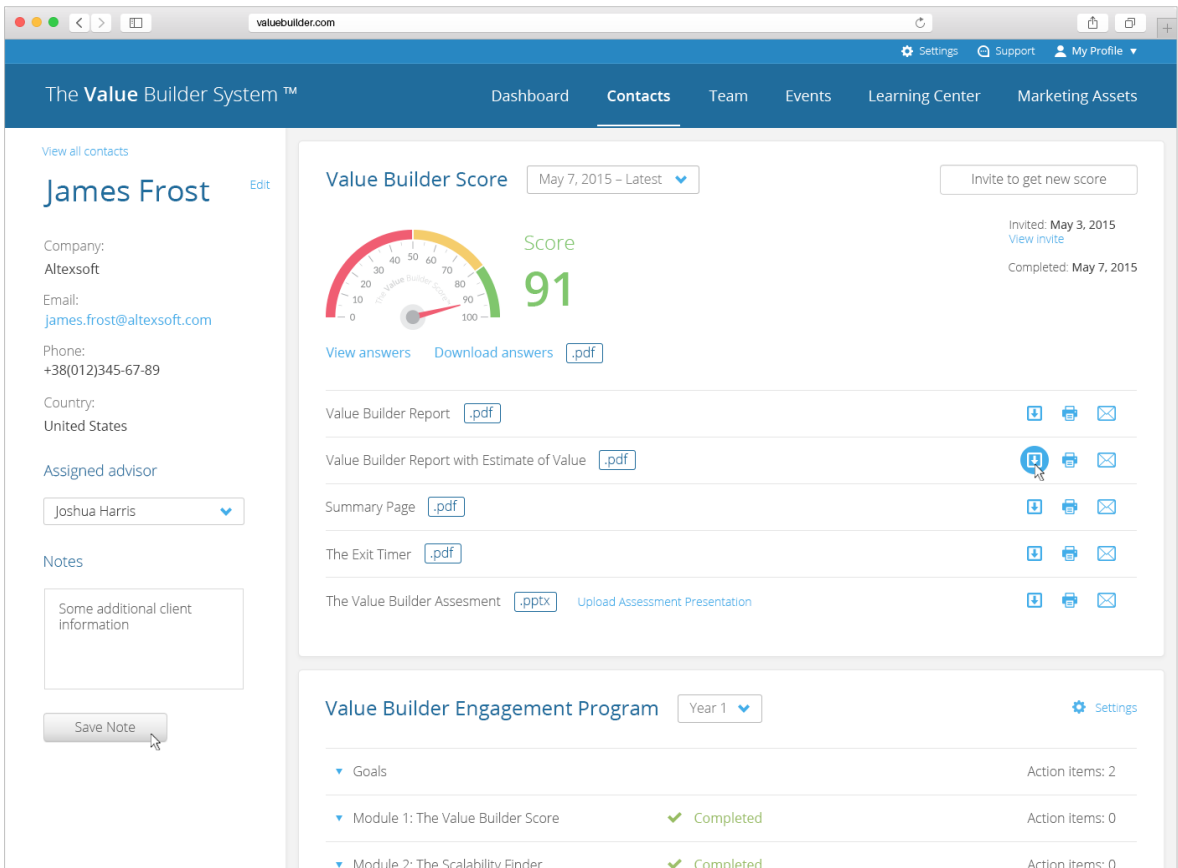 valuebuilder.com
Settings Support My Profile ▼
The Value Builder System ™
Dashboard Contacts Team Events Learning Center Marketing Assets
View all contacts
James Frost Edit
Company:
Altexsoft
Email:
james.frost@altexsoft.com
Phone:
+38(012)345-67-89
Country:
United States
Assigned advisor
Joshua Harris
Notes
Some additional client
information
Save Note
Value Builder Score May 7, 2015 – Latest Invite to get new score
Invited: May 3, 2015
View invite
Completed: May 7, 2015
0 10 20 30 40 50 60 70 80 90 100
The Value Builder Score™
Score
91
View answers Download answers .pdf
Value Builder Report .pdf
Value Builder Report with Estimate of Value .pdf
Summary Page .pdf
The Exit Timer .pdf
The Value Builder Assesment .pptx Upload Assessment Presentation
Value Builder Engagement Program Year 1 Settings
Goals Action items: 2
Module 1: The Value Builder Score Completed Action items: 0
Module 2: The Scalability Finder Completed Action items: 0